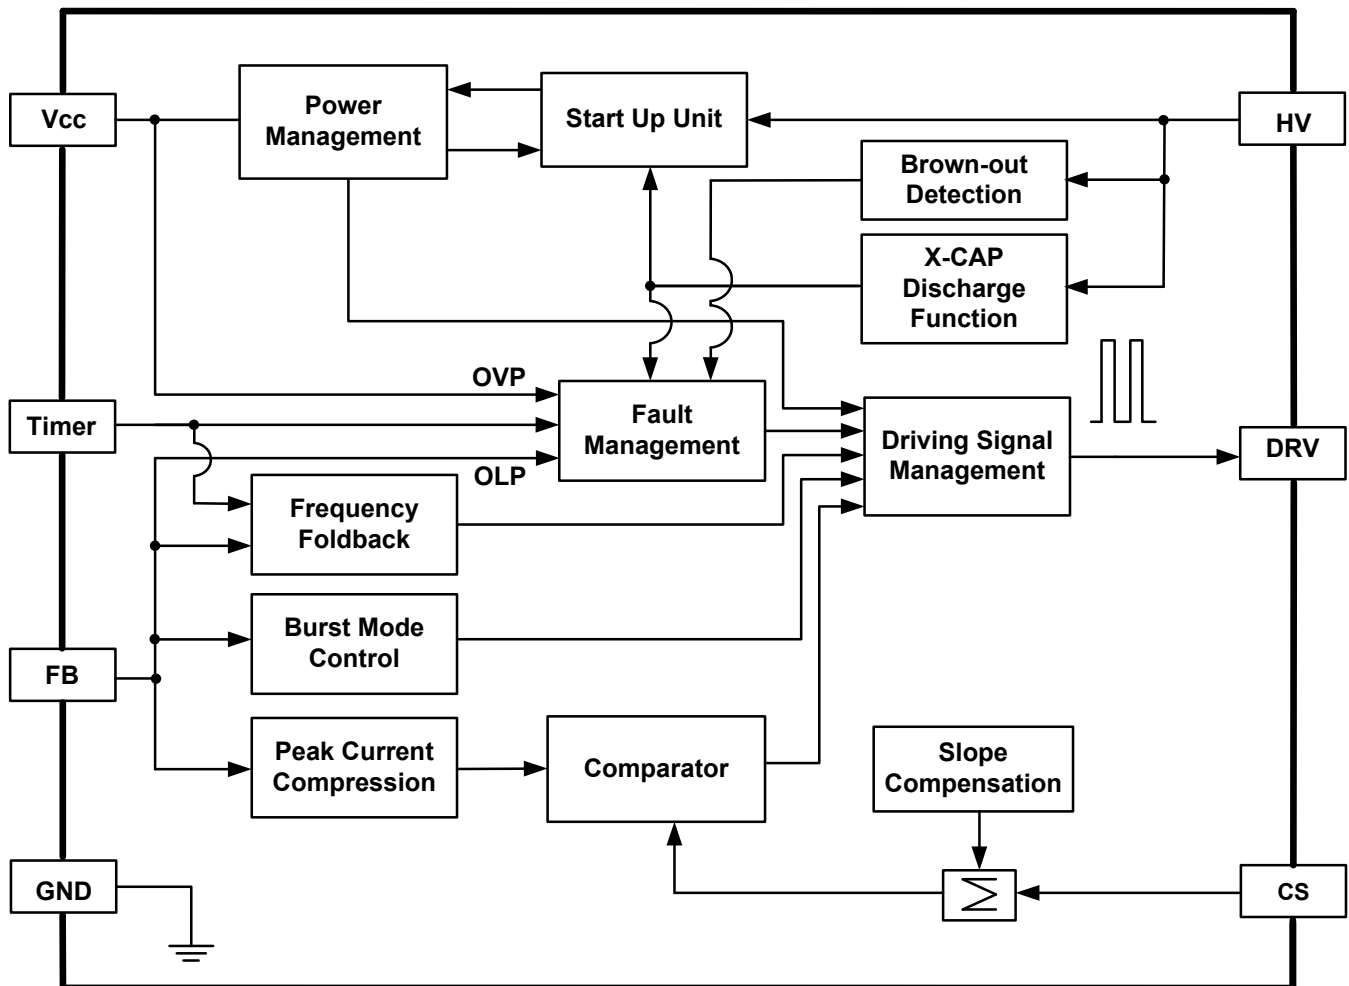 Vcc
Power
Management
Start Up Unit
HV
Brown-out
Detection
X-CAP
Discharge
Function
OVP
Timer
Fault
Management
Driving Signal
Management
DRV
OLP
Frequency
Foldback
Burst Mode
Control
FB
Peak Current
Compression
Comparator
Slope
Compensation
GND
Σ
CS